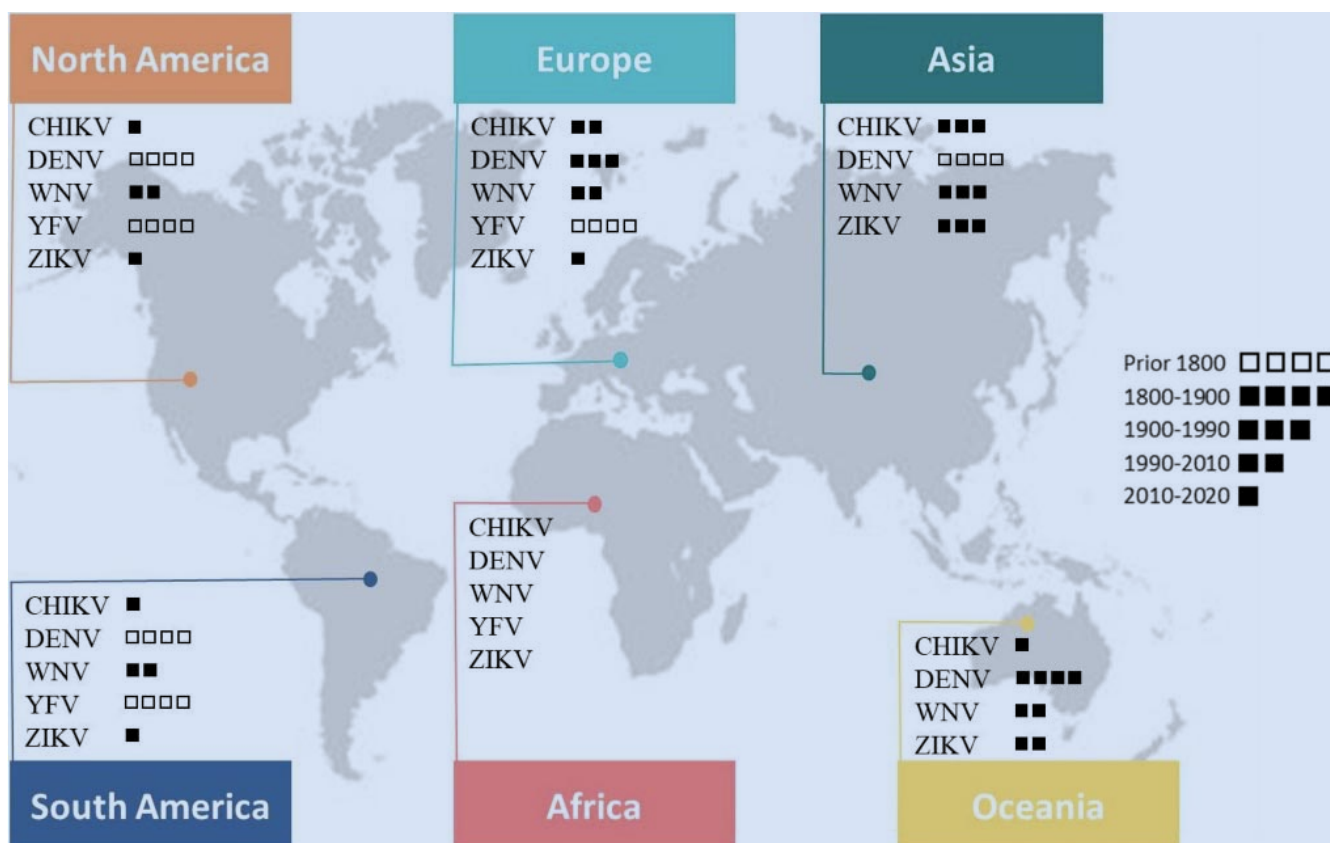 North America
CHIKV ■
DENV □□□□
WNV ■■
YFV □□□□
ZIKV ■
Europe
CHIKV ■■
DENV ■■■
WNV ■■
YFV □□□□
ZIKV ■
Asia
CHIKV ■■■
DENV □□□□
WNV ■■■
ZIKV ■■■
Prior 1800 □□□□
1800-1900 ■■■■
1900-1990 ■■■
1990-2010 ■■
2010-2020 ■
CHIKV ■
DENV □□□□
WNV ■■
YFV □□□□
ZIKV ■
South America
CHIKV
DENV
WNV
YFV
ZIKV
Africa
CHIKV ■
DENV ■■■■
WNV ■■
ZIKV ■■
Oceania